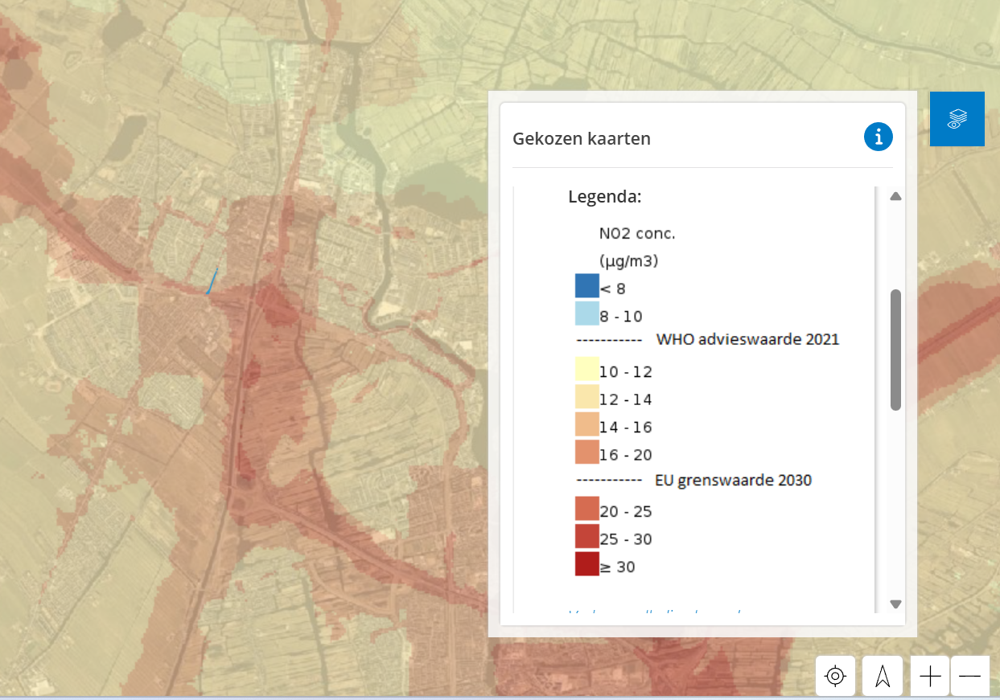 Gekozen kaarten
Legenda:
NO2 conc.
(µg/m3)
< 8
8 - 10
----------- WHO advieswaarde 2021
10 - 12
12 - 14
14 - 16
16 - 20
----------- EU grenswaarde 2030
20 - 25
25 - 30
≥ 30